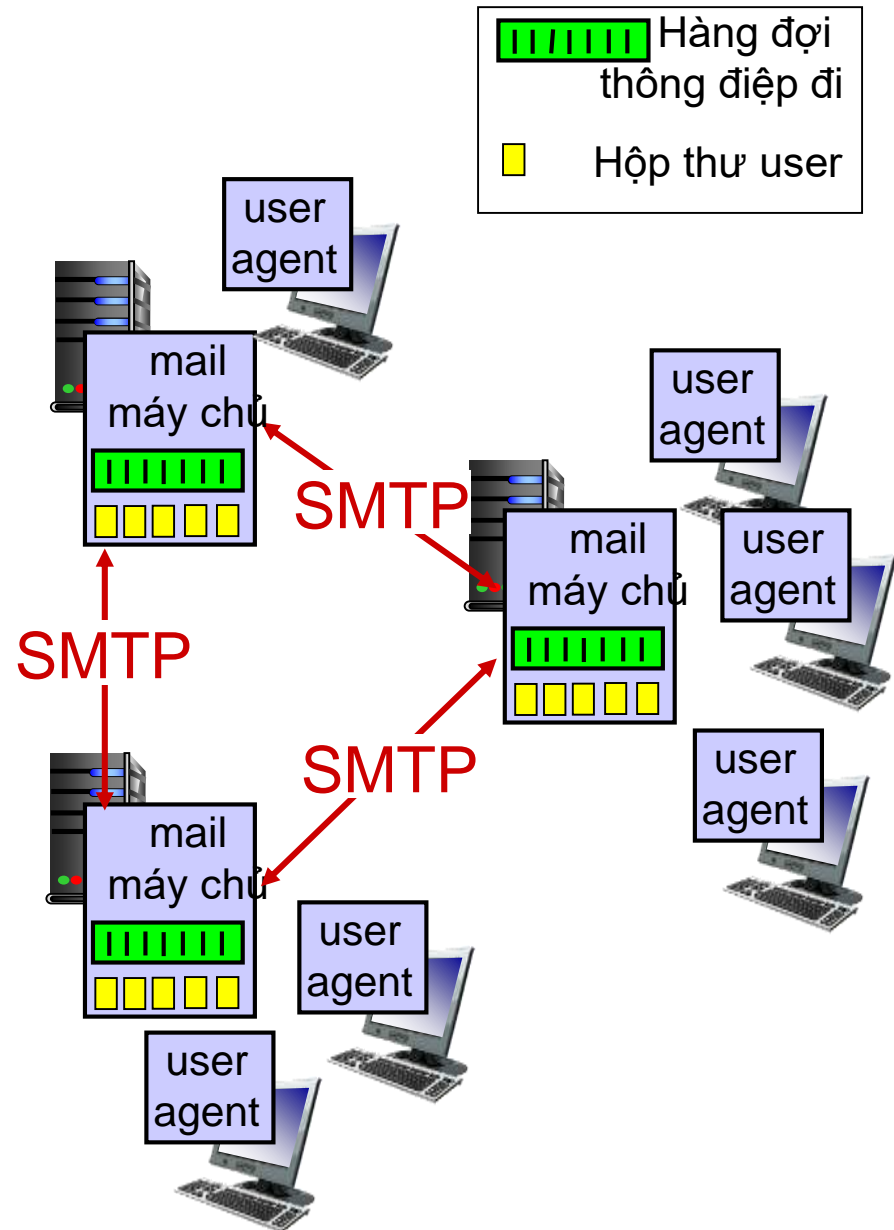 Hàng đợi
thông điệp đi
Hộp thư user
user
agent
mail
máy chủ
SMTP
user
agent
mail
máy chủ
user
agent
SMTP
SMTP
user
agent
mail
máy chủ
user
agent
user
agent